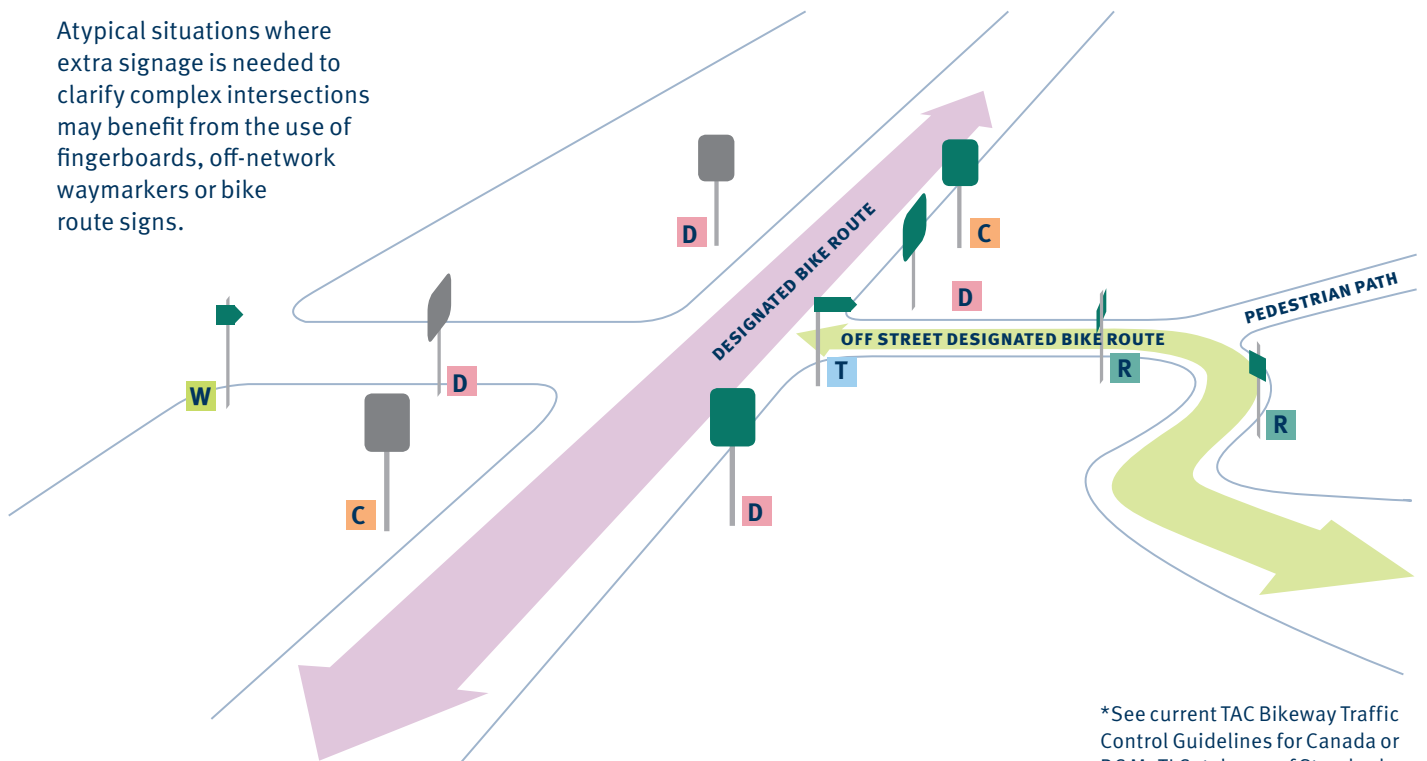 Atypical situations where
extra signage is needed to
clarify complex intersections
may benefit from the use of
fingerboards, off-network
waymarkers or bike
route signs.
D
C
DESIGNATED BIKE ROUTE
D
PEDESTRIAN PATH
OFF STREET DESIGNATED BIKE ROUTE
T
R
D
W
R
C
D
*See current TAC Bikeway Traffic
Control Guidelines for Canada or